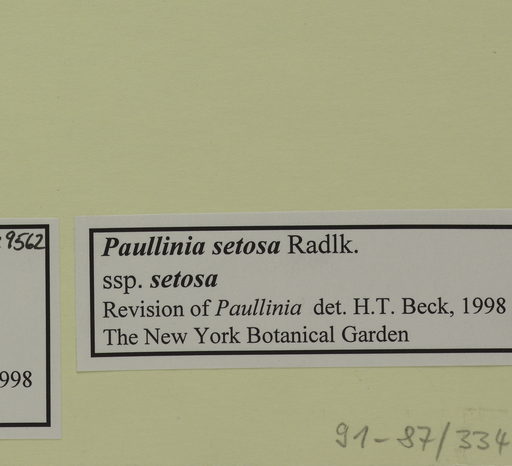 9562
Paullinia setosa Radlk.
ssp. setosa
Revision of Paullinia det. H.T. Beck, 1998
The New York Botanical Garden
998
91-87/334